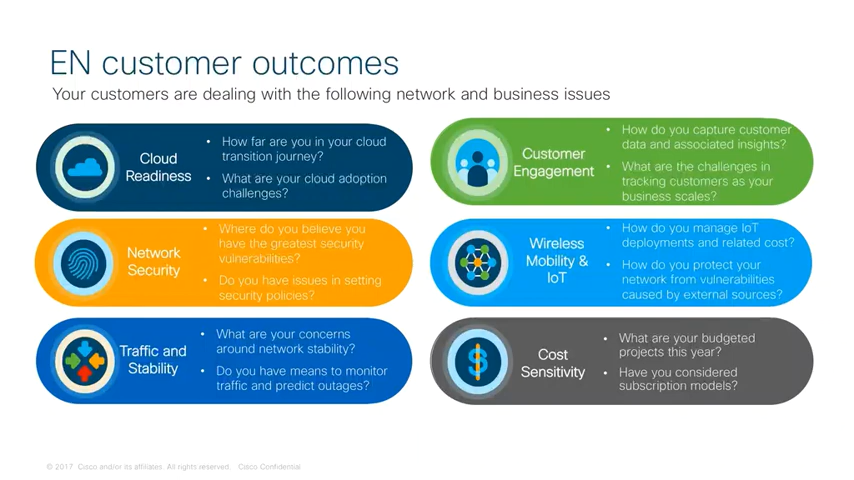 EN customer outcomes
Your customers are dealing with the following network and business issues
Cloud
Readiness
• How far are you in your cloud
transition journey?
• What are your cloud adoption
challenges?
Customer
Engagement
• How do you capture customer
data and associated insights?
• What are the challenges in
tracking customers as your
business scales?
Network
Security
• Where do you believe you
have the greatest security
vulnerabilities?
• Do you have issues in setting
security policies?
Wireless
Mobility &
IoT
• How do you manage IoT
deployments and related cost?
• How do you protect your
network from vulnerabilities
caused by external sources?
Traffic and
Stability
• What are your concerns
around network stability?
• Do you have means to monitor
traffic and predict outages?
Cost
Sensitivity
• What are your budgeted
projects this year?
• Have you considered
subscription models?
© 2017 Cisco and/or its affiliates. All rights reserved. Cisco Confidential